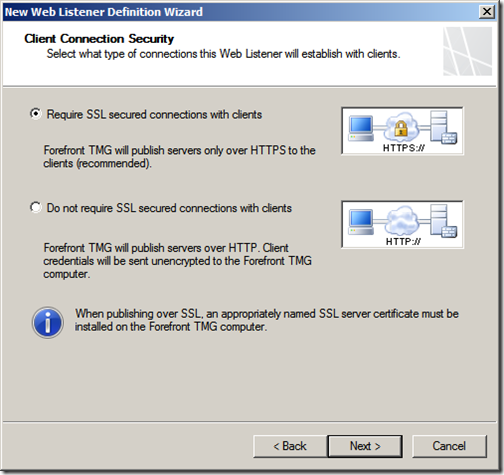 New Web Listener Definition Wizard
Client Connection Security
Select what type of connections this Web Listener will establish with clients.
Require SSL secured connections with clients
HTTPS://
Forefront TMG will publish servers only over HTTPS to the
clients (recommended).
Do not require SSL secured connections with clients
HTTP://
Forefront TMG will publish servers over HTTP. Client
credentials will be sent unencrypted to the Forefront TMG
computer.
When publishing over SSL, an appropriately named SSL server certificate must be
installed on the Forefront TMG computer.
< Back
Next >
Cancel